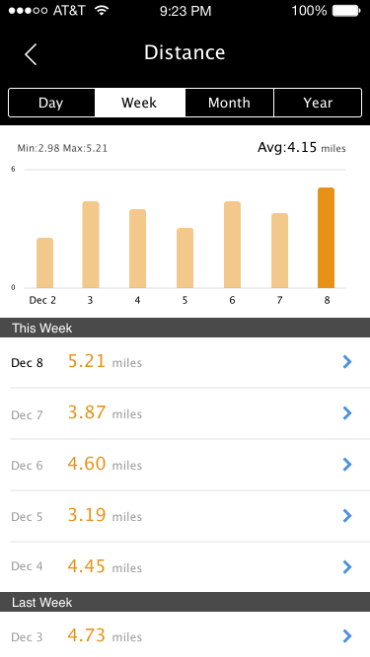 AT&T 9:23 PM 100%
Distance
Day Week Month Year
Min:2.98 Max:5.21 Avg:4.15 miles
6
0
Dec 2 3 4 5 6 7 8
This Week
Dec 8 5.21 miles
Dec 7 3.87 miles
Dec 6 4.60 miles
Dec 5 3.19 miles
Dec 4 4.45 miles
Last Week
Dec 3 4.73 miles